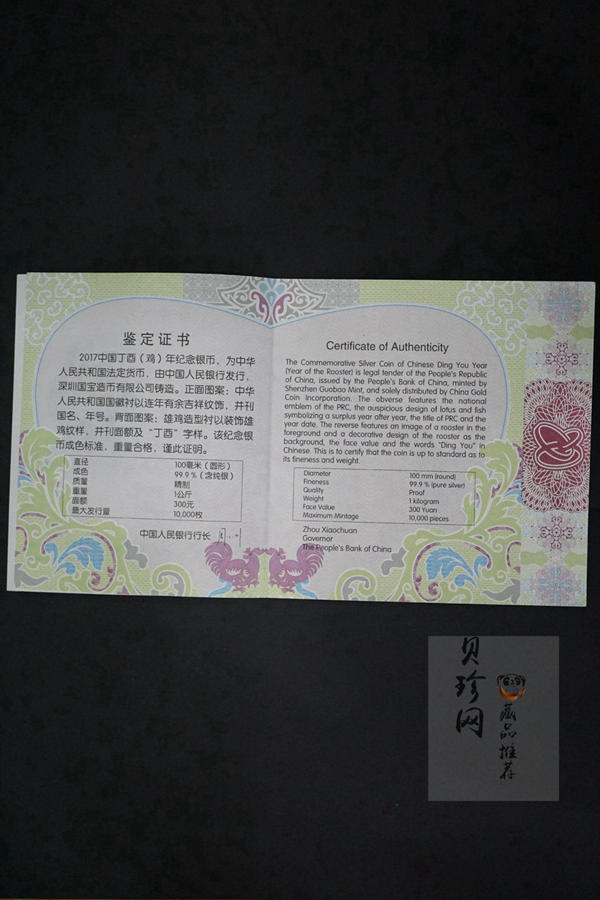 鉴定证书
2017中国丁酉（鸡）年纪念银币，为中华
人民共和国法定货币，由中国人民银行发行，
深圳国宝造币有限公司铸造。正面图案：中华
人民共和国国徽衬以连年有余吉祥纹饰，并刊
国名、年号。背面图案：雄鸡造型衬以装饰雄
鸡纹样，并刊面额及“丁酉”字样。该纪念银
币成色标准，重量合格，谨此证明。
直径 100毫米（圆形）
成色 99.9％（含纯银）
质量 精制
重量 1公斤
面额 300元
最大发行量 10,000枚
中国人民银行行长
Certificate of Authenticity
The Commemorative Silver Coin of Chinese Ding You Year
(Year of the Rooster) is legal tender of the People's Republic
of China, issued by the People's Bank of China, minted by
Shenzhen Guobao Mint, and solely distributed by China Gold
Coin Incorporation. The obverse features the national
emblem of the PRC, the auspicious design of lotus and fish
symbolizing a surplus year after year, the title of PRC and the
year date. The reverse features an image of a rooster in the
foreground and a decorative design of the rooster as the
background, the face value and the words "Ding You" in
Chinese. This is to certify that the coin is up to standard as to
its fineness and weight.
Diameter 100 mm (round)
Fineness 99.9 % (pure silver)
Quality Proof
Weight 1 kilogram
Face Value 300 Yuan
Maximum Mintage 10,000 pieces
Zhou Xiaochuan
Governor
The People's Bank of China
贝珍网
藏品推荐